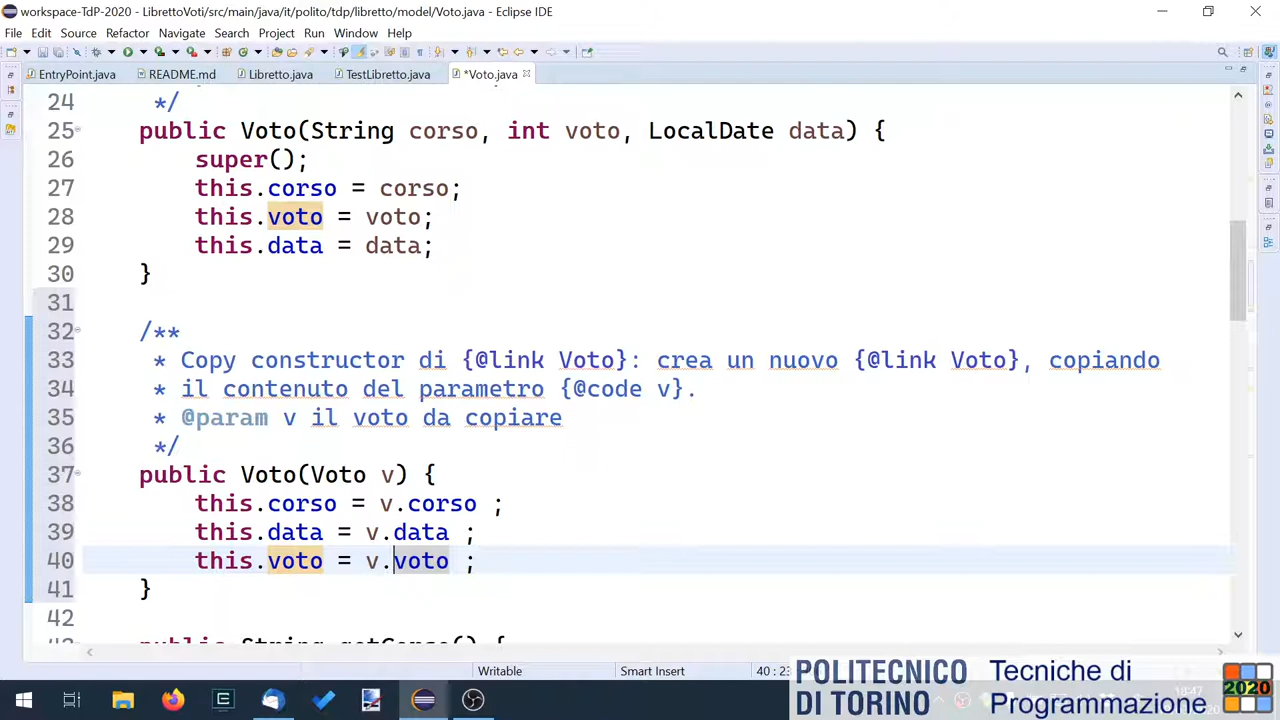 workspace-TdP-2020 - LibrettoVoti/src/main/java/it/polito/tdp/libretto/model/Voto.java - Eclipse IDE
File Edit Source Refactor Navigate Search Project Run Window Help
EntryPoint.java README.md Libretto.java TestLibretto.java *Voto.java
24 */
25 public Voto(String corso, int voto, LocalDate data) {
26 super();
27 this.corso = corso;
28 this.voto = voto;
29 this.data = data;
30 }
31
32 /**
33 * Copy constructor di {@link Voto}: crea un nuovo {@link Voto}, copiando
34 * il contenuto del parametro {@code v}.
35 * @param v il voto da copiare
36 */
37 public Voto(Voto v) {
38 this.corso = v.corso ;
39 this.data = v.data ;
40 this.voto = v.voto ;
41 }
42
public String getCorso() {
Writable Smart Insert 40 : 23
POLITECNICO DI TORINO
Tecniche di Programmazione
2020